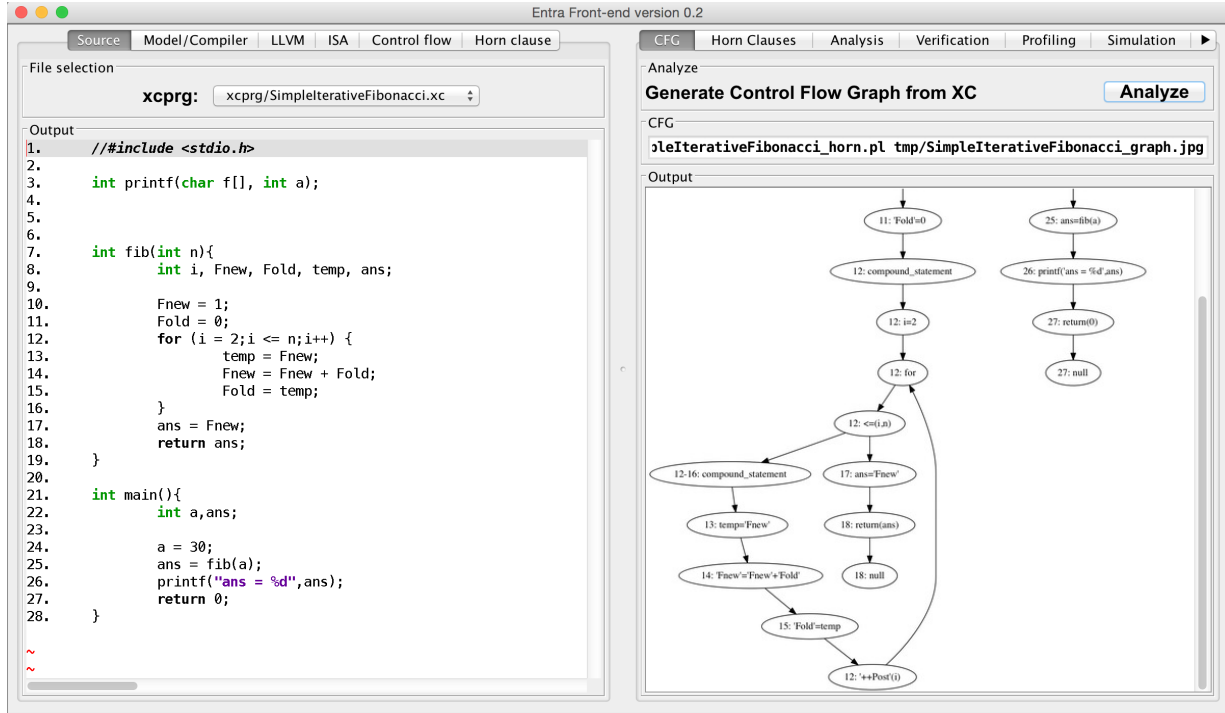 Entra Front-end version 0.2
Source Model/Compiler LLVM ISA Control flow Horn clause
File selection
xcprg: xcprg/SimpleIterativeFibonacci.xc
Output
1. //#include <stdio.h>
2.
3. int printf(char f[], int a);
4.
5.
6.
7. int fib(int n){
8. int i, Fnew, Fold, temp, ans;
9.
10. Fnew = 1;
11. Fold = 0;
12. for (i = 2;i <= n;i++) {
13. temp = Fnew;
14. Fnew = Fnew + Fold;
15. Fold = temp;
16. }
17. ans = Fnew;
18. return ans;
19. }
20.
21. int main(){
22. int a,ans;
23.
24. a = 30;
25. ans = fib(a);
26. printf("ans = %d",ans);
27. return 0;
28. }
~
~
CFG Horn Clauses Analysis Verification Profiling Simulation
Analyze
Generate Control Flow Graph from XC Analyze
CFG
pleIterativeFibonacci_horn.pl tmp/SimpleIterativeFibonacci_graph.jpg
Output
11: 'Fold'=0
25: ans=fib(a)
12: compound_statement
26: printf('ans = %d',ans)
12: i=2
27: return(0)
12: for
27: null
12: <=(i,n)
12-16: compound_statement
17: ans='Fnew'
13: temp='Fnew'
18: return(ans)
14: 'Fnew'='Fnew'+'Fold'
18: null
15: 'Fold'=temp
12: '++Post'(i)